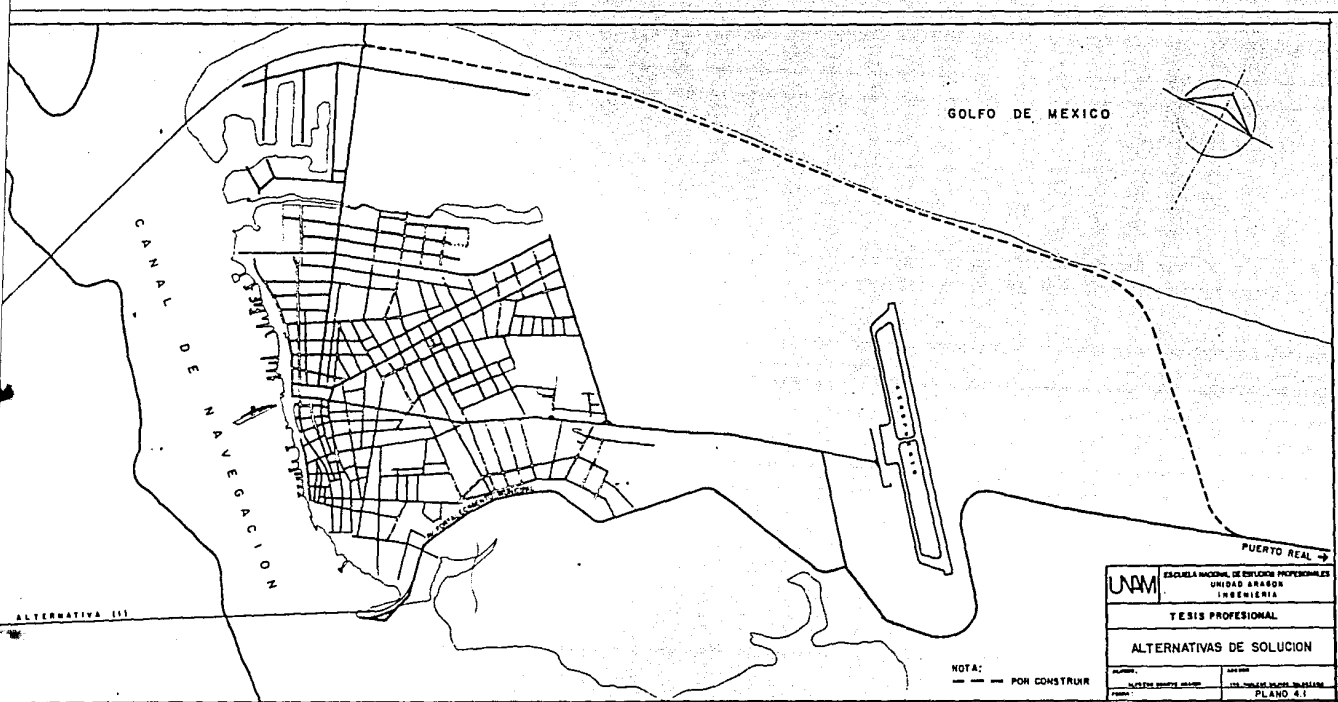 GOLFO DE MEXICO
CANAL DE NAVEGACION
ALTERNATIVA (1)
PUERTO REAL →
NOTA:
POR CONSTRUIR
UNAM
ESCUELA NACIONAL DE ESTUDIOS PROFESIONALES
UNIDAD ARAGON
INGENIERIA
TESIS PROFESIONAL
ALTERNATIVAS DE SOLUCION
PLANO 4.1